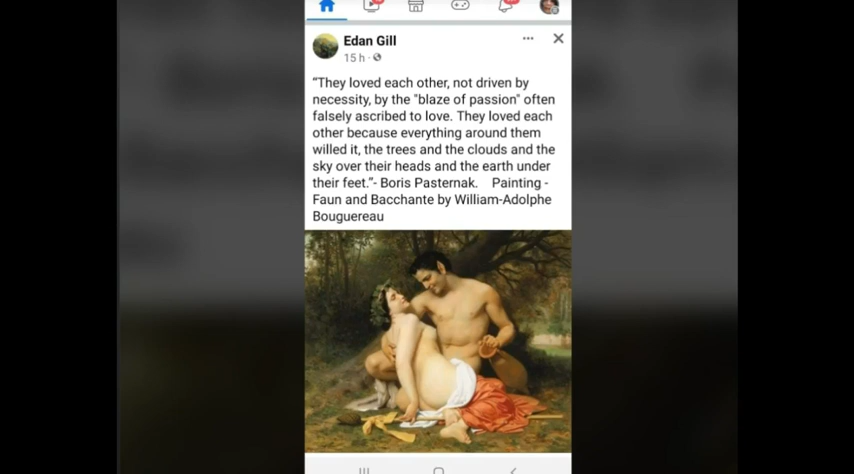 Edan Gill
15 h ·
“They loved each other, not driven by
necessity, by the "blaze of passion" often
falsely ascribed to love. They loved each
other because everything around them
willed it, the trees and the clouds and the
sky over their heads and the earth under
their feet.”- Boris Pasternak. Painting -
Faun and Bacchante by William-Adolphe
Bouguereau